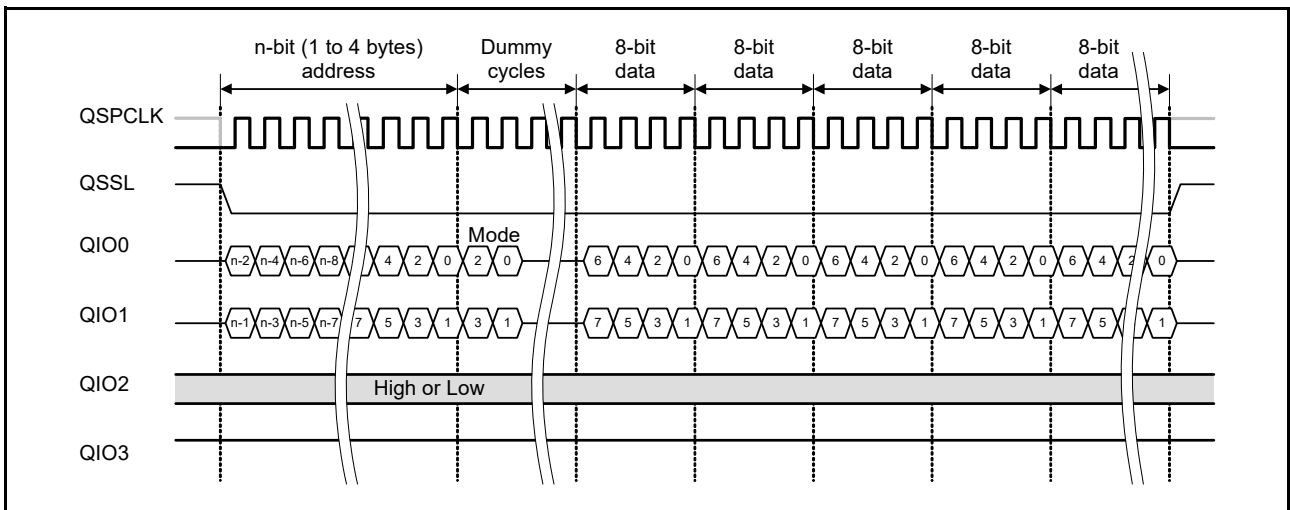 n-bit (1 to 4 bytes) address
Dummy cycles
8-bit data
8-bit data
8-bit data
8-bit data
8-bit data
QSPCLK
QSSL
Mode
QIO0
n-2 n-4 n-6 n-8 4 2 0 2 0 6 4 2 0 6 4 2 0 6 4 2 0 6 4 2 0 6 4 2 0
QIO1
n-1 n-3 n-5 n-7 7 5 3 1 3 1 7 5 3 1 7 5 3 1 7 5 3 1 7 5 3 1 7 5 1
QIO2
High or Low
QIO3